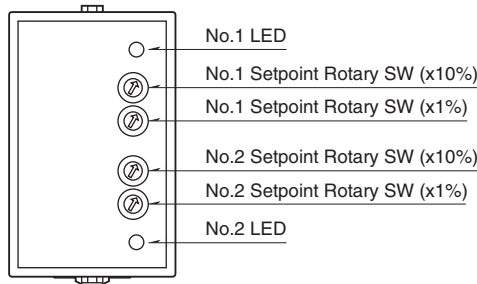 No.1 LED
No.1 Setpoint Rotary SW (x10%)
No.1 Setpoint Rotary SW (x1%)
No.2 Setpoint Rotary SW (x10%)
No.2 Setpoint Rotary SW (x1%)
No.2 LED